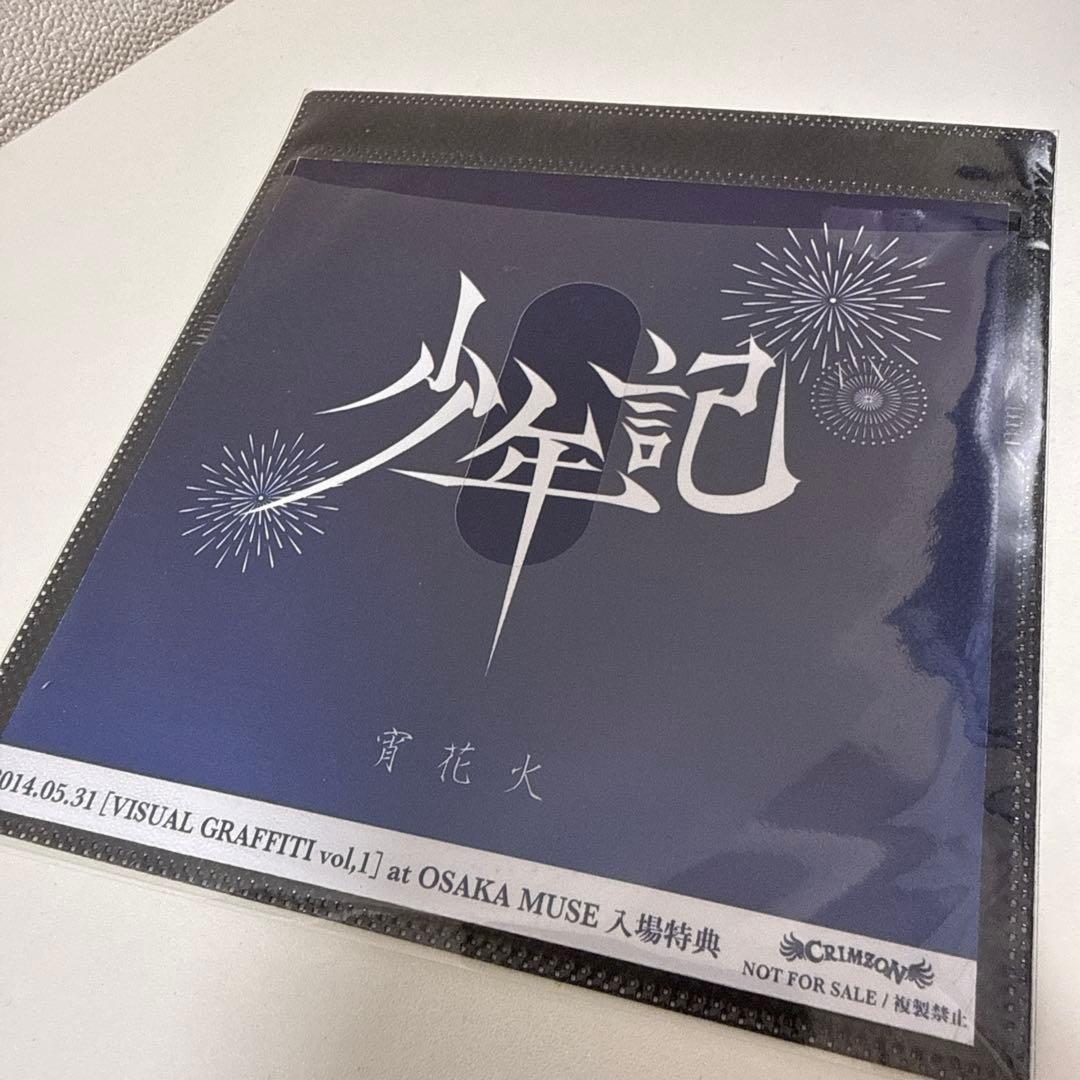 少年記
宵花火
2014.05.31 [VISUAL GRAFFITI vol,1] at OSAKA MUSE 入場特典
CRIMZON
NOT FOR SALE / 複製禁止